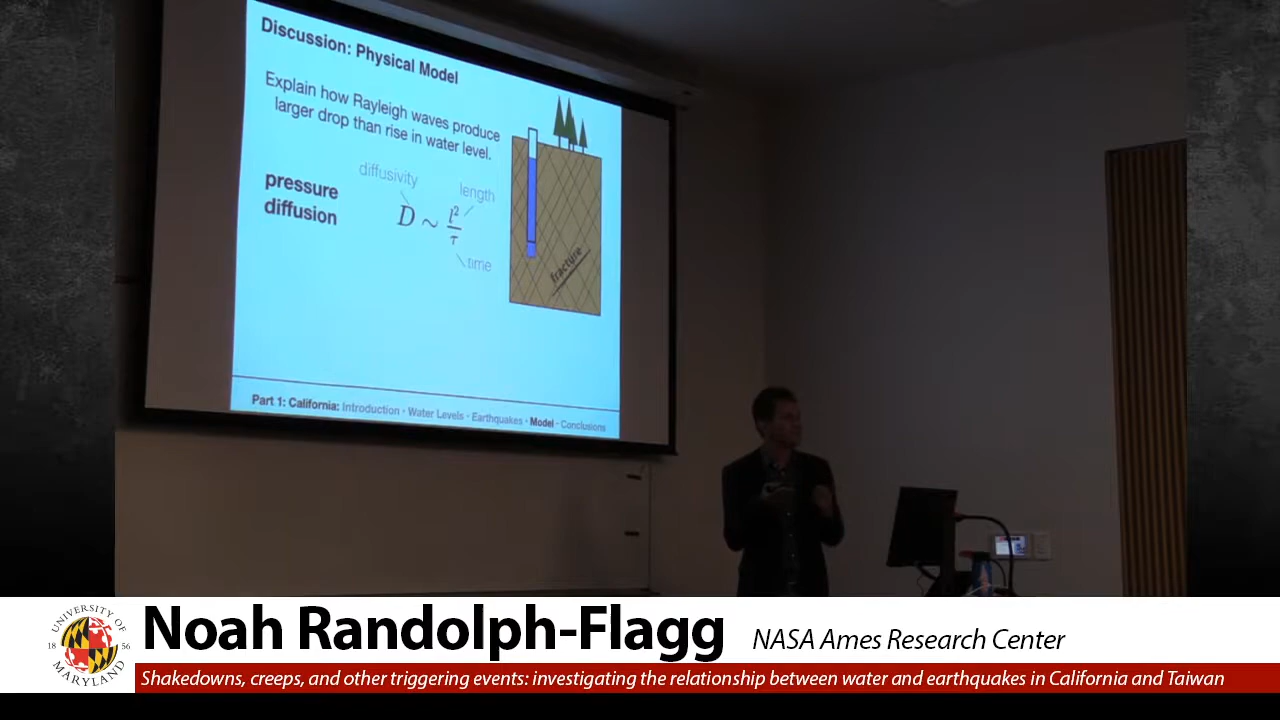 Discussion: Physical Model
Explain how Rayleigh waves produce
larger drop than rise in water level.
pressure
diffusion
diffusivity
length
D ~ l²/τ
time
fracture
Part 1: California: Introduction · Water Levels · Earthquakes · Model · Conclusions
UNIVERSITY OF
18 56
MARYLAND
Noah Randolph-Flagg NASA Ames Research Center
Shakedowns, creeps, and other triggering events: investigating the relationship between water and earthquakes in California and Taiwan